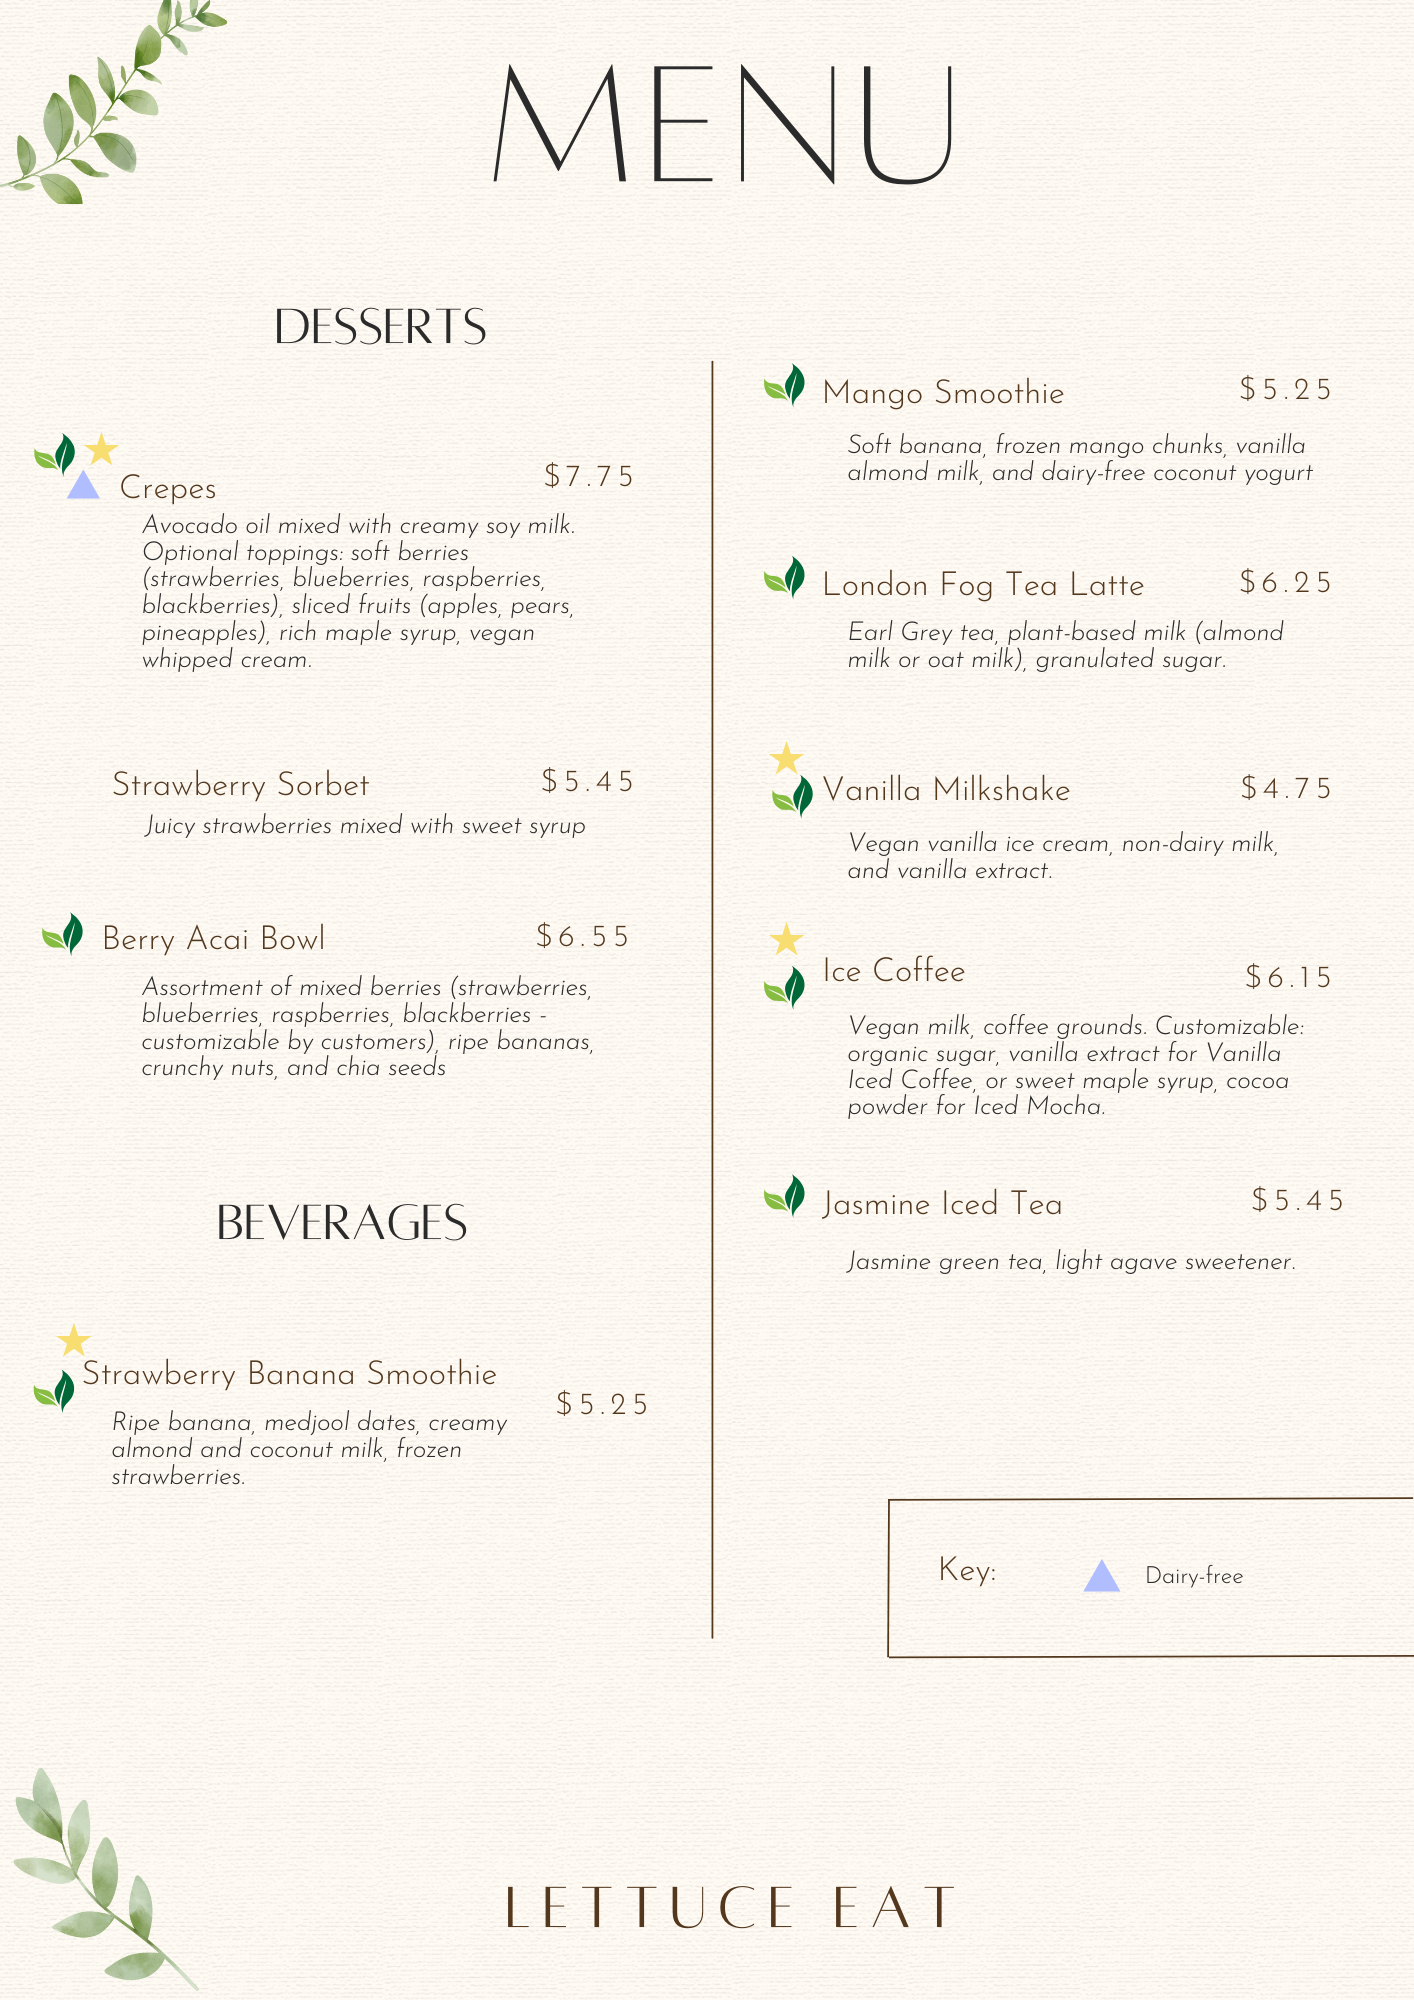 MENU
DESSERTS
Crepes $7.75
Avocado oil mixed with creamy soy milk.
Optional toppings: soft berries
(strawberries, blueberries, raspberries,
blackberries), sliced fruits (apples, pears,
pineapples), rich maple syrup, vegan
whipped cream.
Strawberry Sorbet $5.45
Juicy strawberries mixed with sweet syrup
Berry Acai Bowl $6.55
Assortment of mixed berries (strawberries,
blueberries, raspberries, blackberries -
customizable by customers), ripe bananas,
crunchy nuts, and chia seeds
BEVERAGES
Strawberry Banana Smoothie
$5.25
Ripe banana, medjool dates, creamy
almond and coconut milk, frozen
strawberries.
Mango Smoothie $5.25
Soft banana, frozen mango chunks, vanilla
almond milk, and dairy-free coconut yogurt
London Fog Tea Latte $6.25
Earl Grey tea, plant-based milk (almond
milk or oat milk), granulated sugar.
Vanilla Milkshake $4.75
Vegan vanilla ice cream, non-dairy milk,
and vanilla extract.
Ice Coffee $6.15
Vegan milk, coffee grounds. Customizable:
organic sugar, vanilla extract for Vanilla
Iced Coffee, or sweet maple syrup, cocoa
powder for Iced Mocha.
Jasmine Iced Tea $5.45
Jasmine green tea, light agave sweetener.
Key: Dairy-free
LETTUCE EAT